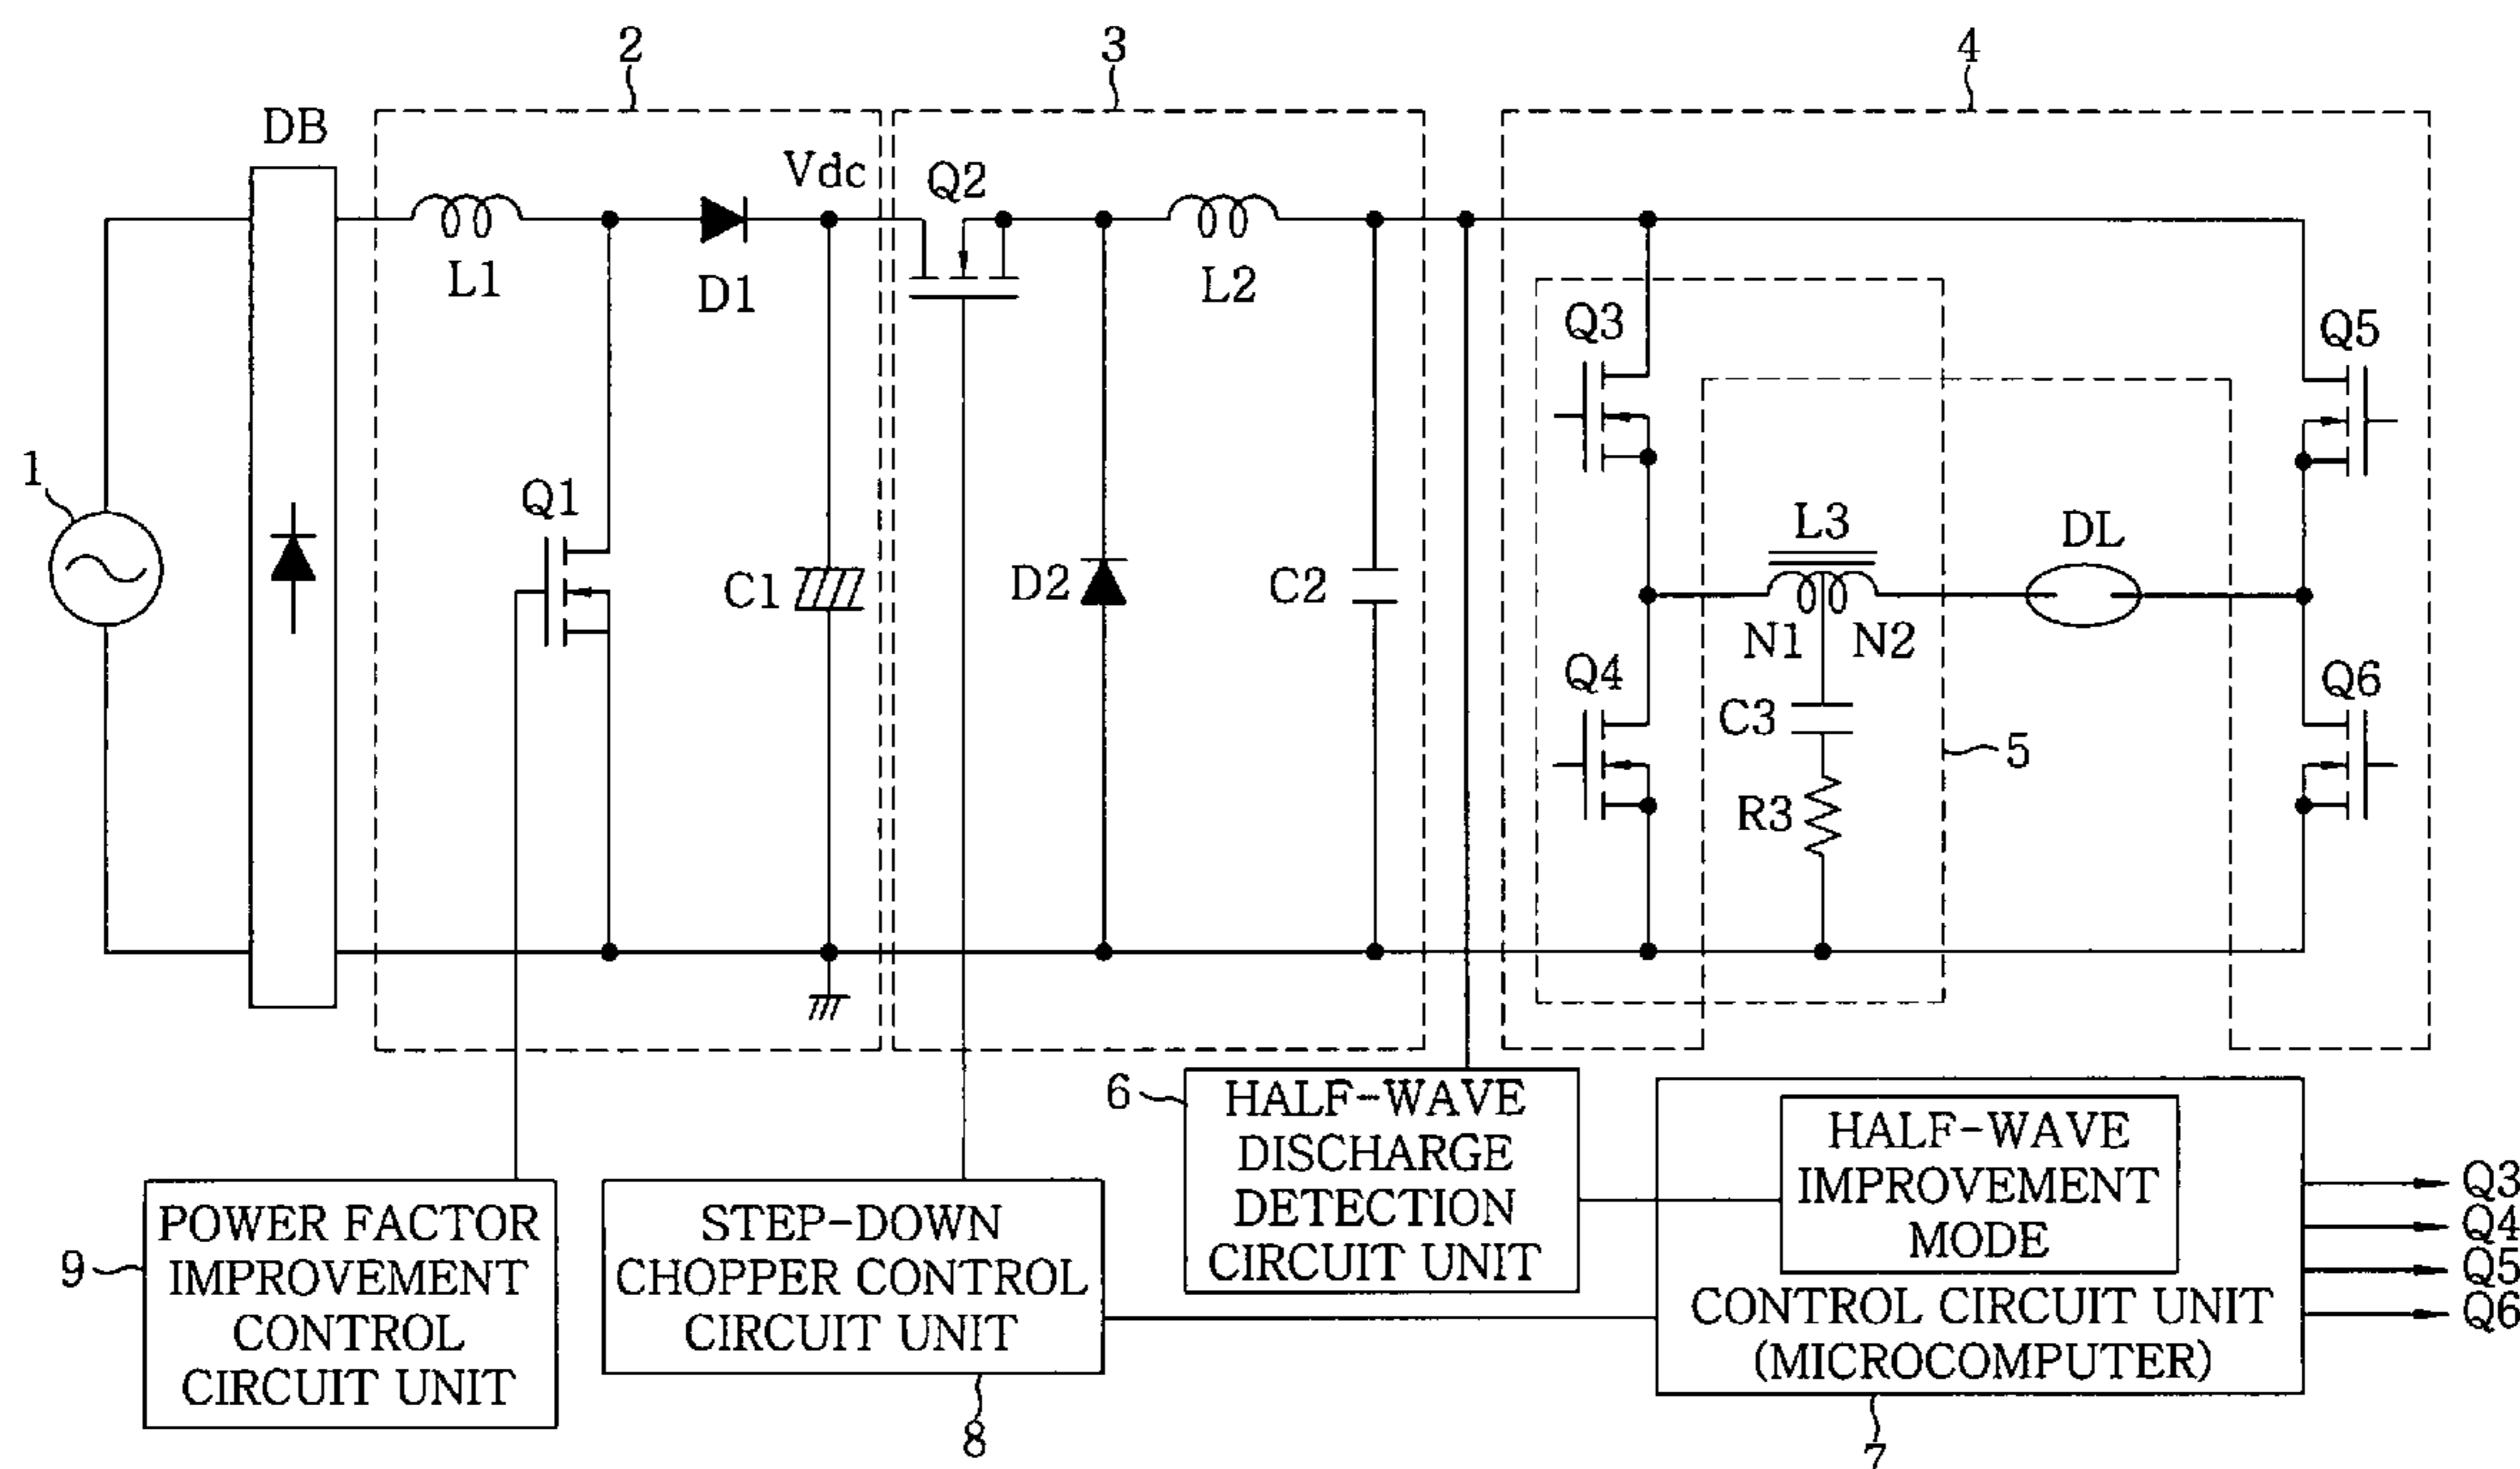 2
3
4
DB
Vdc
Q2
L1
D1
L2
Q3
Q5
1
Q1
L3
DL
C1
D2
C2
N1
N2
Q4
Q6
C3
5
R3
6
HALF-WAVE
DISCHARGE
DETECTION
CIRCUIT UNIT
HALF-WAVE
IMPROVEMENT
MODE
CONTROL CIRCUIT UNIT
(MICROCOMPUTER)
Q3
Q4
Q5
Q6
9
POWER FACTOR
IMPROVEMENT
CONTROL
CIRCUIT UNIT
STEP-DOWN
CHOPPER CONTROL
CIRCUIT UNIT
8
7